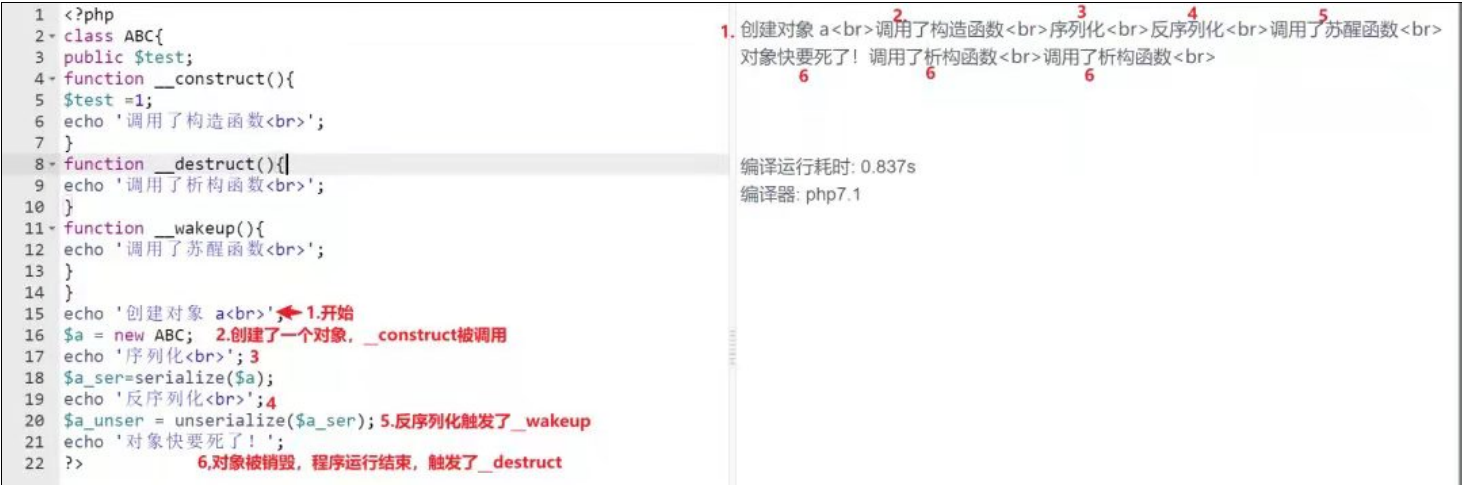 1 <?php
2 class ABC{
3 public $test;
4 function __construct(){
5 $test =1;
6 echo '调用了构造函数<br>';
7 }
8 function __destruct(){
9 echo '调用了析构函数<br>';
10 }
11 function __wakeup(){
12 echo '调用了苏醒函数<br>';
13 }
14 }
15 echo '创建对象 a<br>'; 1.开始
16 $a = new ABC; 2.创建了一个对象，__construct被调用
17 echo '序列化<br>'; 3
18 $a_ser=serialize($a);
19 echo '反序列化<br>'; 4
20 $a_unser = unserialize($a_ser); 5.反序列化触发了__wakeup
21 echo '对象快要死了！';
22 ?> 6,对象被销毁，程序运行结束，触发了__destruct
2. 3 4 5
1. 创建对象 a<br>调用了构造函数<br>序列化<br>反序列化<br>调用了苏醒函数<br>
对象快要死了！调用了析构函数<br>调用了析构函数<br>
6 6 6
编译运行耗时: 0.837s
编译器: php7.1